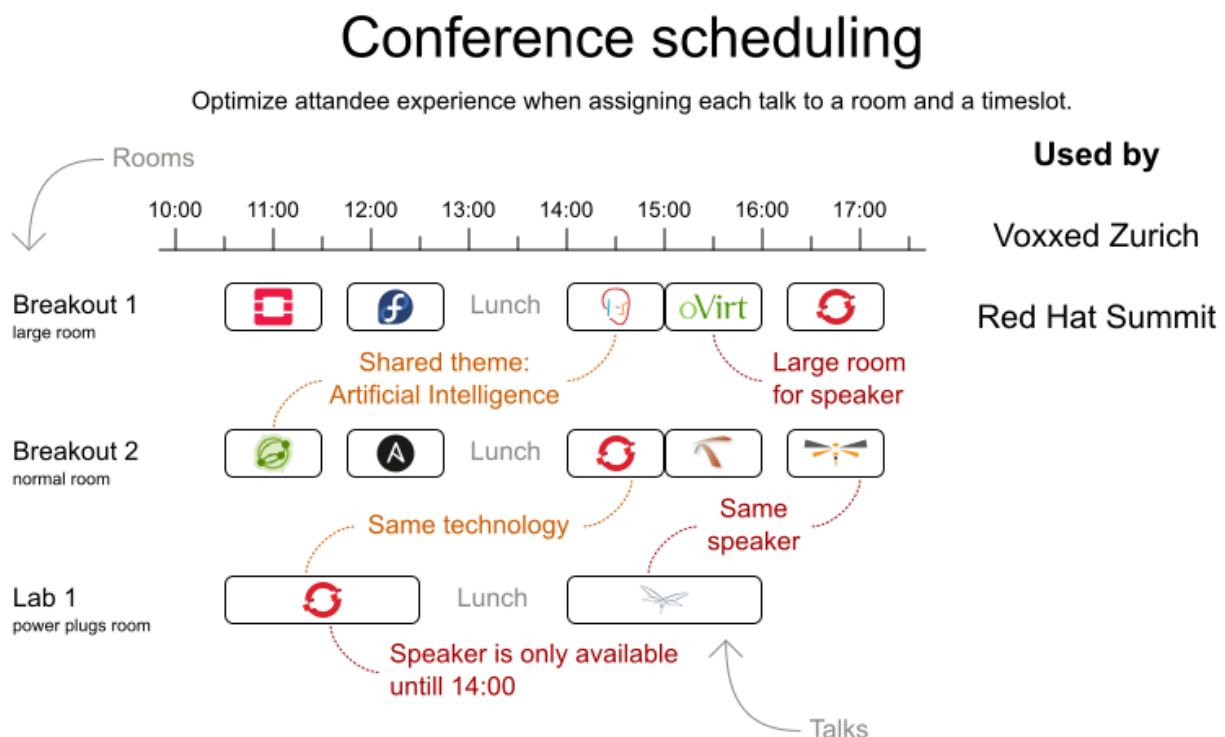 Conference scheduling
Optimize attandee experience when assigning each talk to a room and a timeslot.
Rooms
Used by
10:00 11:00 12:00 13:00 14:00 15:00 16:00 17:00
Voxxed Zurich
Red Hat Summit
Breakout 1
large room
Lunch
oVirt
Shared theme:
Artificial Intelligence
Large room
for speaker
Breakout 2
normal room
Lunch
Same technology
Same
speaker
Lab 1
power plugs room
Lunch
Speaker is only available
untill 14:00
Talks